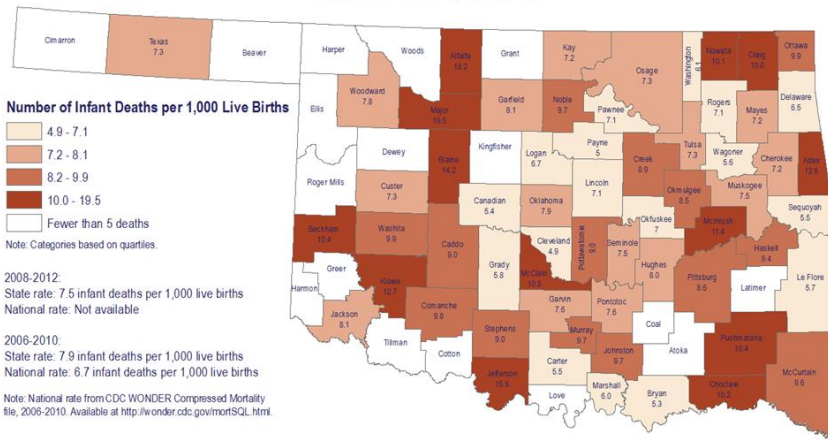 Cimarron
Texas
7.3
Beaver
Harper
Woods
Alfalfa
18.2
Grant
Kay
7.2
Osage
7.3
Washington
6.1
Nowata
10.1
Craig
10.0
Ottawa
9.9
Woodward
7.8
Ellis
Major
19.5
Garfield
8.1
Noble
9.7
Pawnee
7.1
Rogers
7.1
Mayes
7.2
Delaware
6.5
Number of Infant Deaths per 1,000 Live Births
4.9 - 7.1
7.2 - 8.1
8.2 - 9.9
10.0 - 19.5
Fewer than 5 deaths
Note: Categories based on quartiles.
Dewey
Blaine
14.2
Kingfisher
Logan
6.7
Payne
5
Creek
8.9
Tulsa
7.3
Wagoner
5.6
Cherokee
7.2
Adair
12.6
Roger Mills
Custer
7.3
Canadian
5.4
Oklahoma
7.9
Lincoln
7.1
Okmulgee
8.5
Muskogee
7.5
Sequoyah
5.5
Okfuskee
7
McIntosh
11.4
Beckham
10.4
Washita
9.9
Caddo
9.0
Grady
5.8
Cleveland
4.9
Pottawatomie
9.0
Seminole
7.5
Hughes
8.0
Haskell
9.4
McClain
10.8
Pittsburg
8.6
Latimer
Le Flore
5.7
Greer
Kiowa
12.7
Harmon
Jackson
8.1
Comanche
9.8
Garvin
7.6
Pontotoc
7.6
Tillman
Cotton
Stephens
9.0
Murray
9.7
Johnston
9.7
Coal
Atoka
Pushmataha
10.4
McCurtain
9.6
Jefferson
15.5
Carter
5.5
Love
Marshall
6.0
Bryan
5.3
Choctaw
10.2
2008-2012:
State rate: 7.5 infant deaths per 1,000 live births
National rate: Not available
2006-2010:
State rate: 7.9 infant deaths per 1,000 live births
National rate: 6.7 infant deaths per 1,000 live births
Note: National rate from CDC WONDER Compressed Mortality
file, 2006-2010. Available at http://wonder.cdc.gov/mortSQL.html.